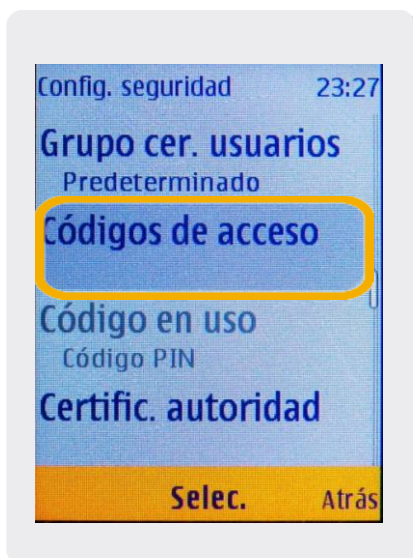 Config. seguridad 23:27
Grupo cer. usuarios
Predeterminado
Códigos de acceso
Código en uso
Código PIN
Certific. autoridad
Selec. Atrás